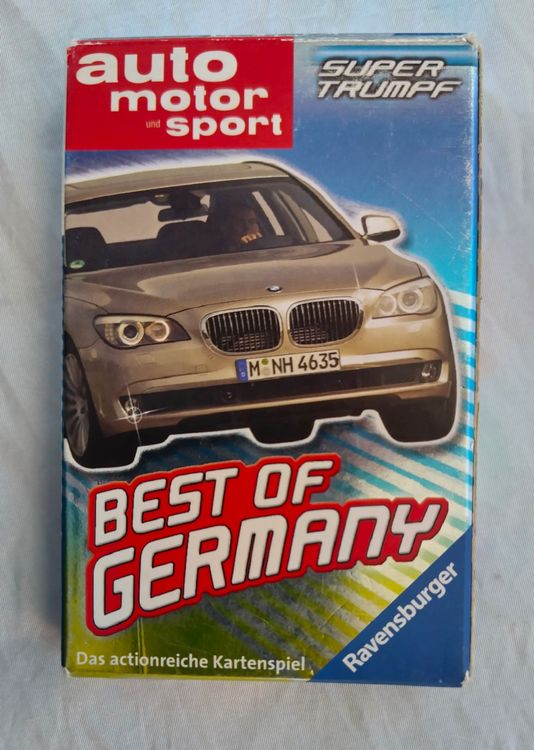 auto
motor
und sport
SUPER
TRUMPF
M NH 4635
BEST OF
GERMANY
Das actionreiche Kartenspiel
Ravensburger